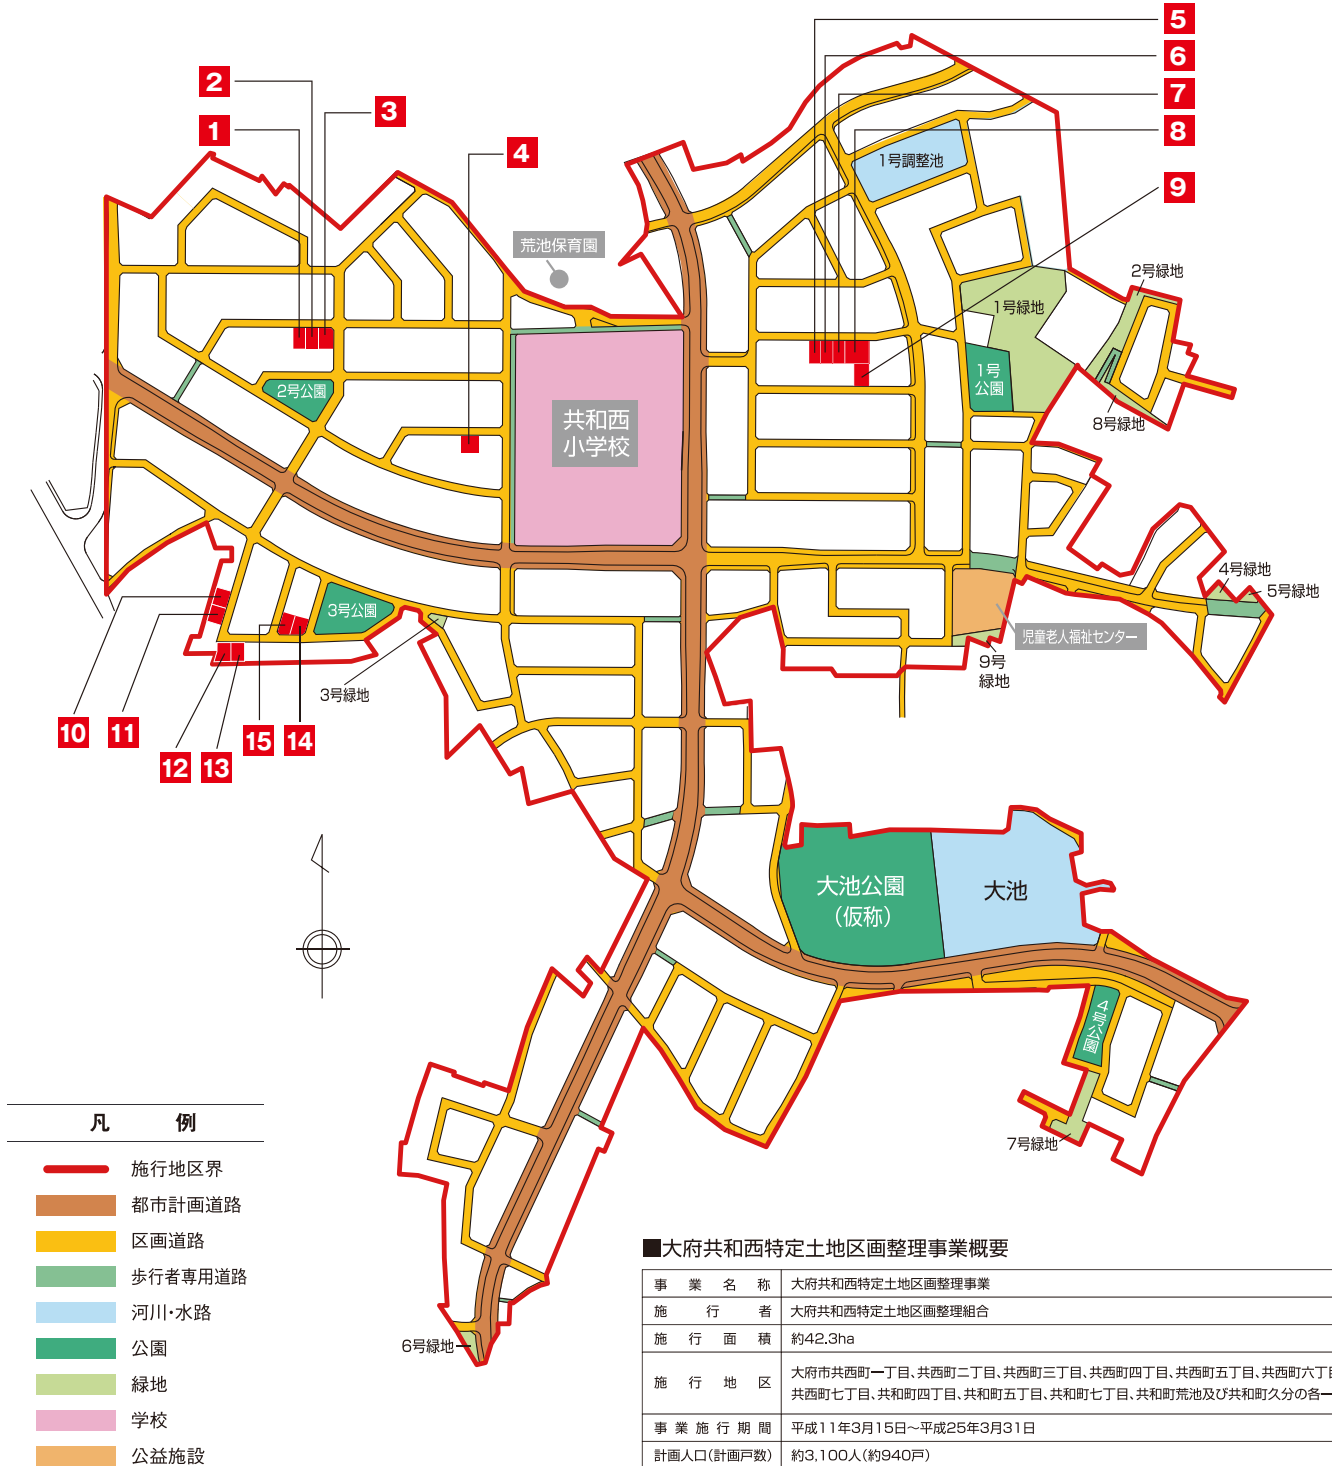 5
6
7
8
9
2
3
1
4
1号調整池
荒池保育園
2号緑地
1号緑地
1号
公園
8号緑地
2号公園
共和西
小学校
4号緑地
5号緑地
3号公園
児童老人福祉センター
9号
緑地
3号緑地
10
11
15
14
12
13
大池公園
（仮称）
大池
4号公園
7号緑地
6号緑地
凡 例
施行地区界
都市計画道路
区画道路
歩行者専用道路
河川・水路
公園
緑地
学校
公益施設
■大府共和西特定土地区画整理事業概要
事業名称 大府共和西特定土地区画整理事業
施行者 大府共和西特定土地区画整理組合
施行面積 約42.3ha
施行地区 大府市共西町一丁目、共西町二丁目、共西町三丁目、共西町四丁目、共西町五丁目、共西町六丁目
共西町七丁目、共和町四丁目、共和町五丁目、共和町七丁目、共和町荒池及び共和町久分の各一
事業施行期間 平成11年3月15日〜平成25年3月31日
計画人口（計画戸数） 約3,100人（約940戸）